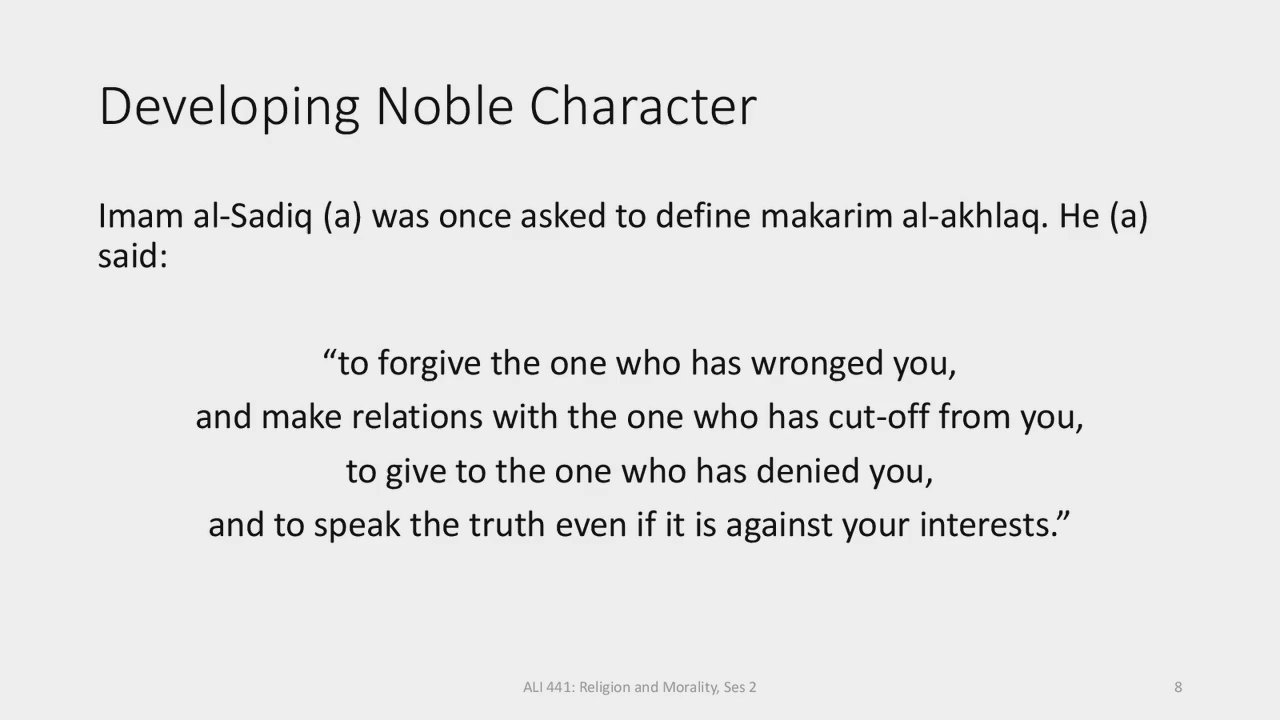 Developing Noble Character
Imam al-Sadiq (a) was once asked to define makarim al-akhlaq. He (a)
said:
“to forgive the one who has wronged you,
and make relations with the one who has cut-off from you,
to give to the one who has denied you,
and to speak the truth even if it is against your interests.”
ALI 441: Religion and Morality, Ses 2
8